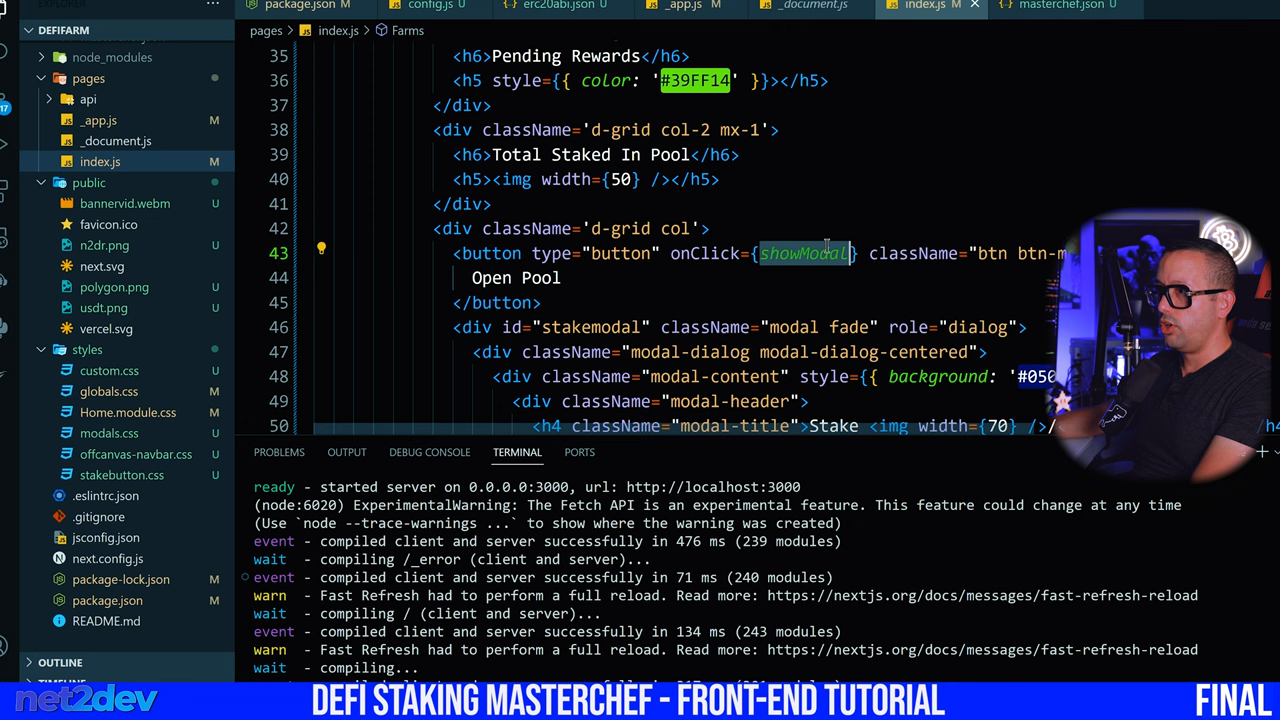 EXPLORER ...
package.json M
config.js U
erc20abi.json U
_app.js M
_document.js
index.js M ×
masterchef.json U
DEFIFARM
node_modules
pages
api
_app.js M
_document.js
index.js M
public
bannervid.webm U
favicon.ico
n2dr.png U
next.svg
polygon.png U
usdt.png U
vercel.svg
styles
custom.css U
globals.css M
Home.module.css M
modals.css U
offcanvas-navbar.css U
stakebutton.css U
.eslintrc.json
.gitignore
jsconfig.json
next.config.js
package-lock.json M
package.json M
README.md
OUTLINE
17
pages > index.js > Farms
35 <h6>Pending Rewards</h6>
36 <h5 style={{ color: '#39FF14' }}></h5>
37 </div>
38 <div className='d-grid col-2 mx-1'>
39 <h6>Total Staked In Pool</h6>
40 <h5><img width={50} /></h5>
41 </div>
42 <div className='d-grid col'>
43 <button type="button" onClick={showModal} className="btn btn-m
44 Open Pool
45 </button>
46 <div id="stakemodal" className="modal fade" role="dialog">
47 <div className="modal-dialog modal-dialog-centered">
48 <div className="modal-content" style={{ background: '#050
49 <div className="modal-header">
50 <h4 className="modal-title">Stake <img width={70} />/
PROBLEMS OUTPUT DEBUG CONSOLE TERMINAL PORTS
ready - started server on 0.0.0.0:3000, url: http://localhost:3000
(node:6020) ExperimentalWarning: The Fetch API is an experimental feature. This feature could change at any time
(Use `node --trace-warnings ...` to show where the warning was created)
event - compiled client and server successfully in 476 ms (239 modules)
wait - compiling /_error (client and server)...
event - compiled client and server successfully in 71 ms (240 modules)
warn - Fast Refresh had to perform a full reload. Read more: https://nextjs.org/docs/messages/fast-refresh-reload
wait - compiling / (client and server)...
event - compiled client and server successfully in 134 ms (243 modules)
warn - Fast Refresh had to perform a full reload. Read more: https://nextjs.org/docs/messages/fast-refresh-reload
wait - compiling...
net2dev DEFI STAKING MASTERCHEF - FRONT-END TUTORIAL FINAL